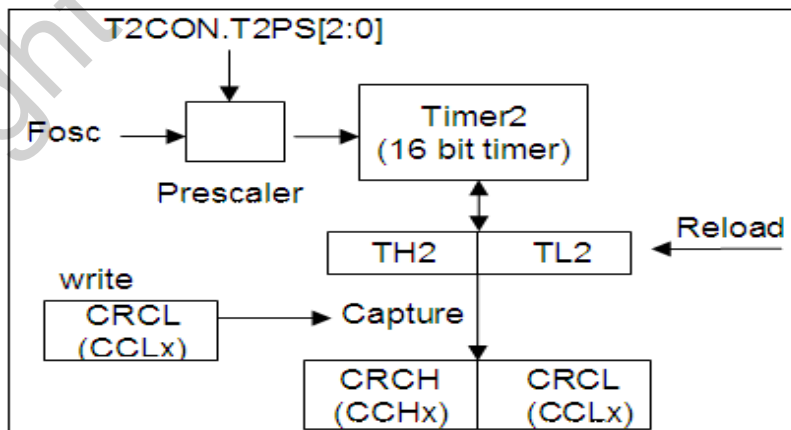 T2CON.T2PS[2:0]
Fosc
Timer2
(16 bit timer)
Prescaler
TH2
TL2
Reload
write
CRCL
(CCLx)
Capture
CRCH
(CCHx)
CRCL
(CCLx)